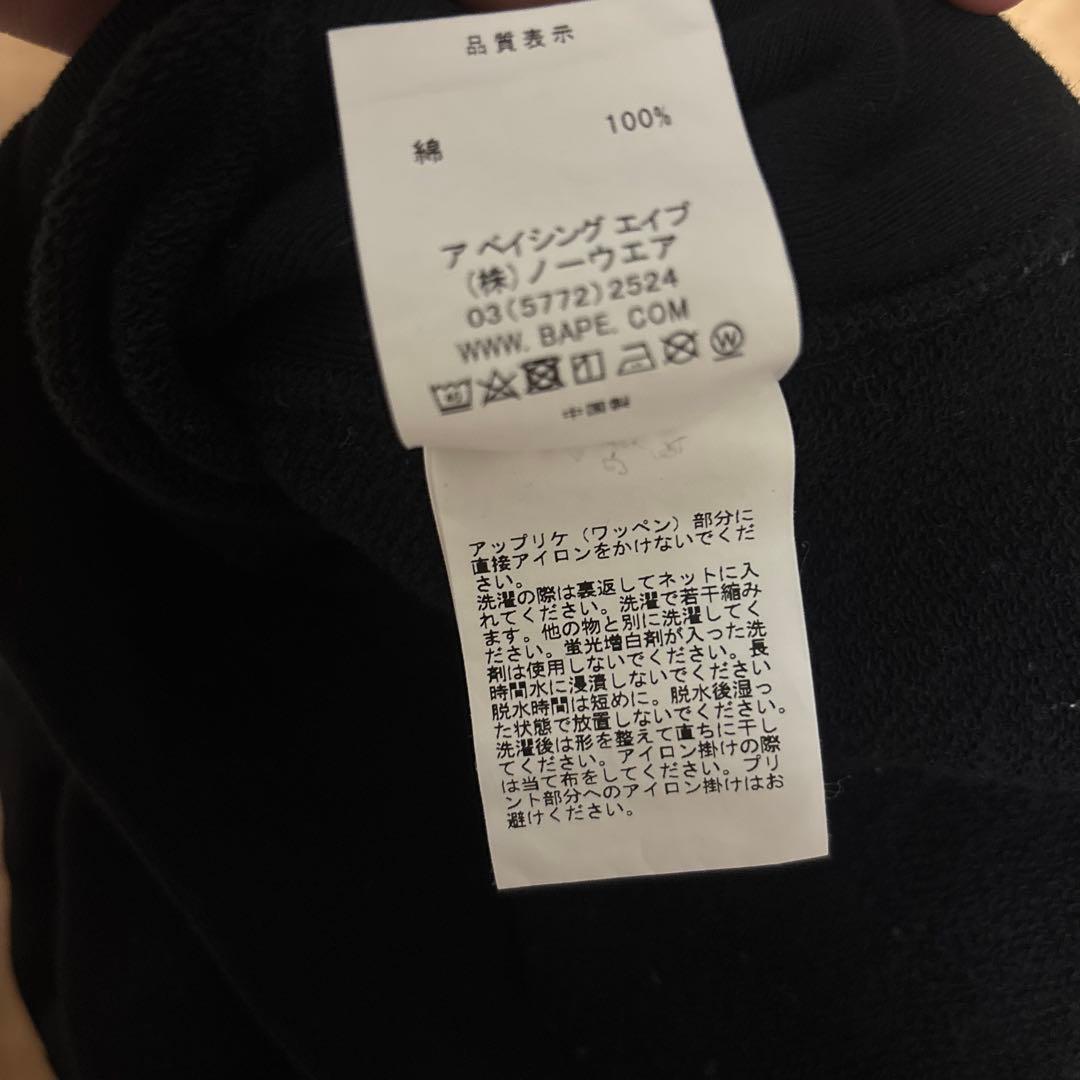 品質表示
綿 100%
ア ベイシング エイプ
(株)ノーウエア
03(5772)2524
WWW. BAPE. COM
中国製
アップリケ（ワッペン）部分に
直接アイロンをかけないでくだ
さい。
洗濯の際は裏返してネットに入
れてください。洗濯で若干縮み
ます。他の物と別に洗濯してく
ださい。蛍光増白剤が入った洗
剤は使用しないでください。長
時間水に浸漬しないでください
脱水時間は短めに。脱水後湿っ
た状態で放置しないでください。
洗濯後は形を整えて直ちに干し
てください。アイロン掛けの際
は当て布をしてください。プリ
ント部分へのアイロン掛けはお
避けください。